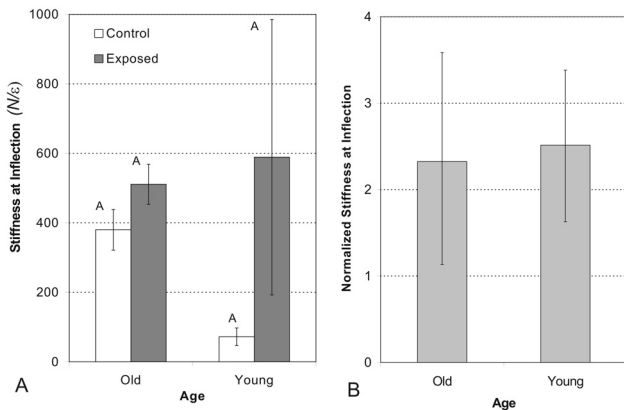 1000
800
600
400
200
0
Stiffness at Inflection (N/ε)
Control
Exposed
A
A
A
A
Old
Young
Age
A
4
3
2
1
0
Normalized Stiffness at Inflection
Old
Young
Age
B